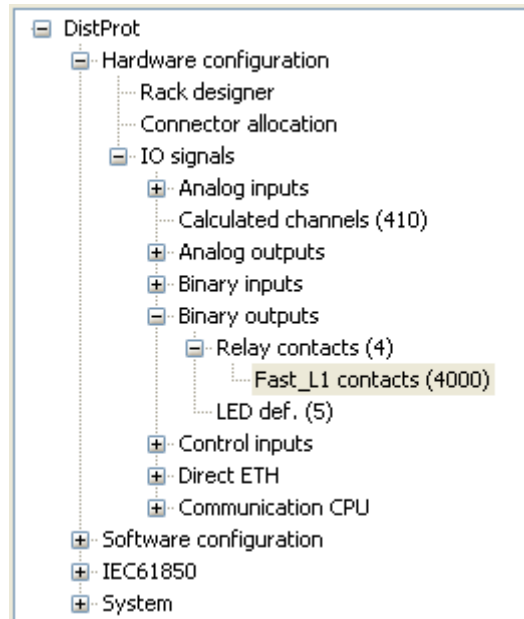 DistProt
Hardware configuration
Rack designer
Connector allocation
IO signals
Analog inputs
Calculated channels (410)
Analog outputs
Binary inputs
Binary outputs
Relay contacts (4)
Fast_L1 contacts (4000)
LED def. (5)
Control inputs
Direct ETH
Communication CPU
Software configuration
IEC61850
System